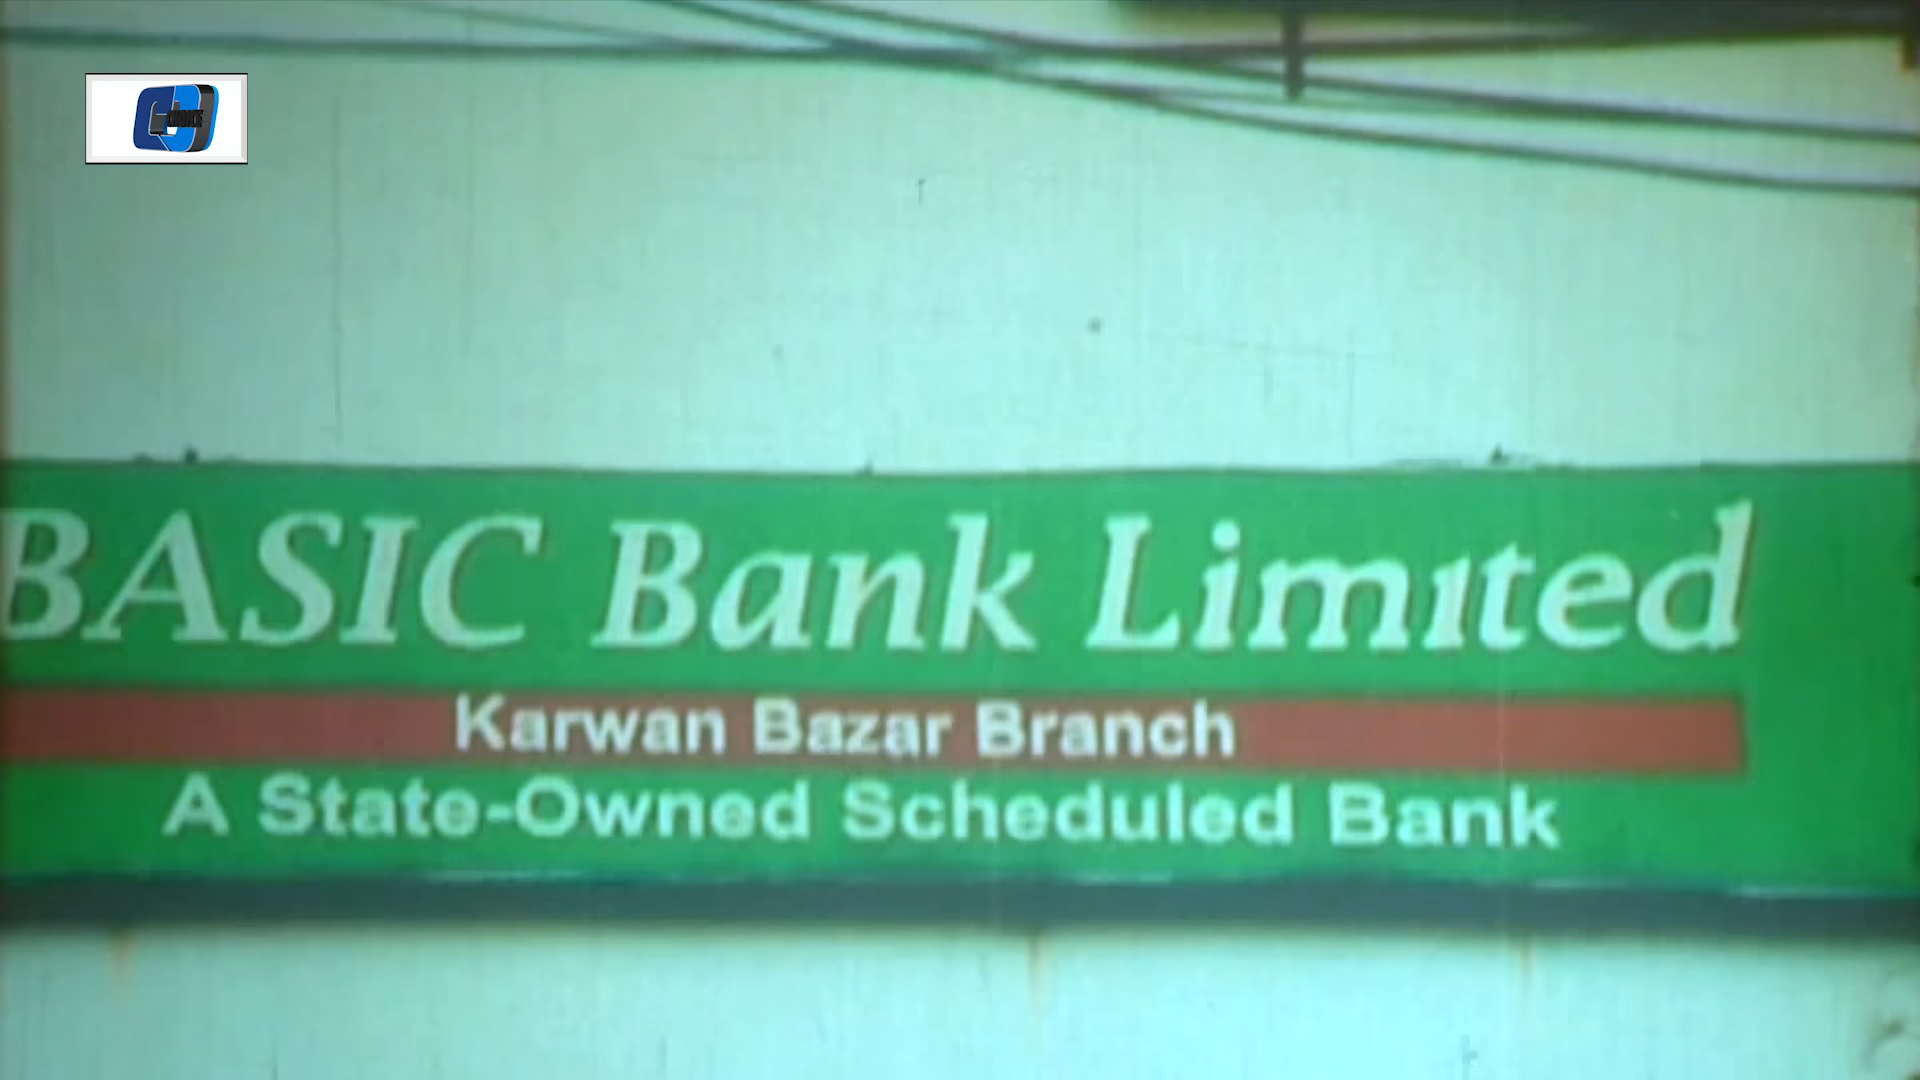 BASIC Bank Limited
Karwan Bazar Branch
A State-Owned Scheduled Bank